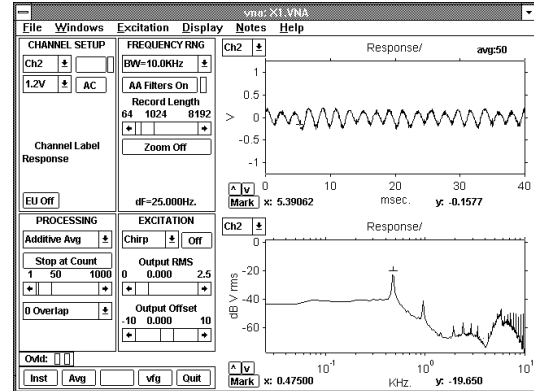 vna: X1.VNA
File Windows Excitation Display Notes Help
CHANNEL SETUP
Ch2
1.2V AC
Channel Label
Response
EU Off
FREQUENCY RNG
BW=10.0KHz
AA Filters On
Record Length
64 1024 8192
Zoom Off
dF=25.000Hz.
PROCESSING
Additive Avg
Stop at Count
1 50 1000
0 Overlap
EXCITATION
Chirp Off
Output RMS
0 0.000 2.5
Output Offset
-10 0.000 10
Ovld:
Inst Avg vfg Quit
Ch2 Response/ avg:50
1
0.5
0
-0.5
-1
V
0 10 20 30 40
msec.
^ v
Mark x: 5.39062 y: -0.1577
Ch2 Response/
0
-20
-40
-60
dB V rms
10-1 100 101
KHz.
^ v
Mark x: 0.47500 y: -19.650